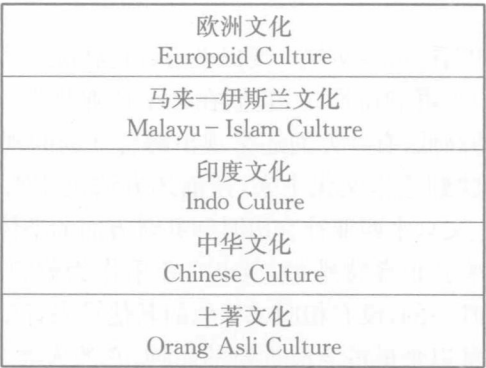 欧洲文化
Europoid Culture
马来－伊斯兰文化
Malayu－Islam Culture
印度文化
Indo Culure
中华文化
Chinese Culture
土著文化
Orang Asli Culture